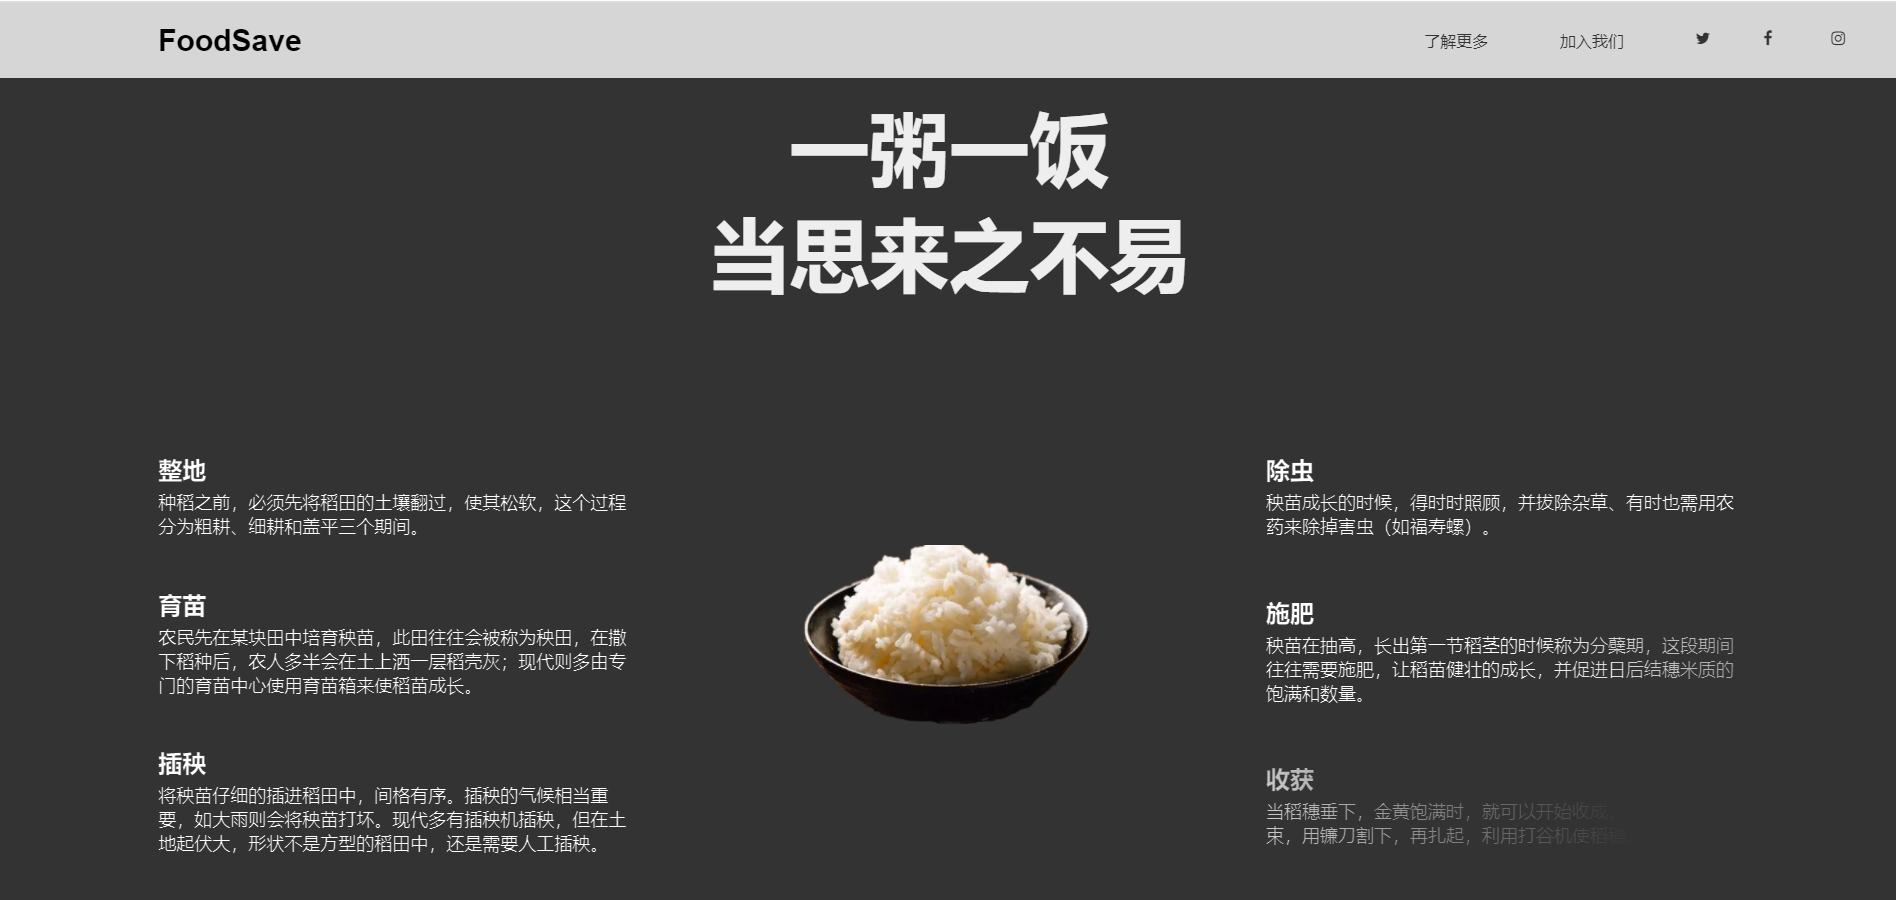 FoodSave
了解更多
加入我们
一粥一饭
当思来之不易
整地
种稻之前，必须先将稻田的土壤翻过，使其松软，这个过程
分为粗耕、细耕和盖平三个期间。
育苗
农民先在某块田中培育秧苗，此田往往会被称为秧田，在撒
下稻种后，农人多半会在土上洒一层稻壳灰；现代则多由专
门的育苗中心使用育苗箱来使稻苗成长。
插秧
将秧苗仔细的插进稻田中，间格有序。插秧的气候相当重
要，如大雨则会将秧苗打坏。现代多有插秧机插秧，但在土
地起伏大，形状不是方型的稻田中，还是需要人工插秧。
除虫
秧苗成长的时候，得时时照顾，并拔除杂草、有时也需用农
药来除掉害虫（如福寿螺）。
施肥
秧苗在抽高，长出第一节稻茎的时候称为分蘖期，这段期间
往往需要施肥，让稻苗健壮的成长，并促进日后结穗米质的
饱满和数量。
收获
当稻穗垂下，金黄饱满时，就可以开始收成，
束，用镰刀割下，再扎起，利用打谷机使稻